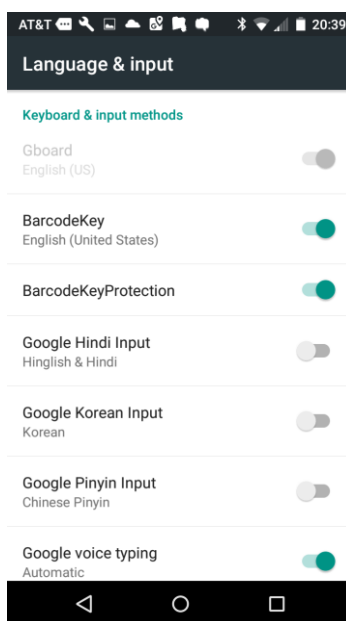 AT&T 20:39
Language & input
Keyboard & input methods
Gboard
English (US)
BarcodeKey
English (United States)
BarcodeKeyProtection
Google Hindi Input
Hinglish & Hindi
Google Korean Input
Korean
Google Pinyin Input
Chinese Pinyin
Google voice typing
Automatic